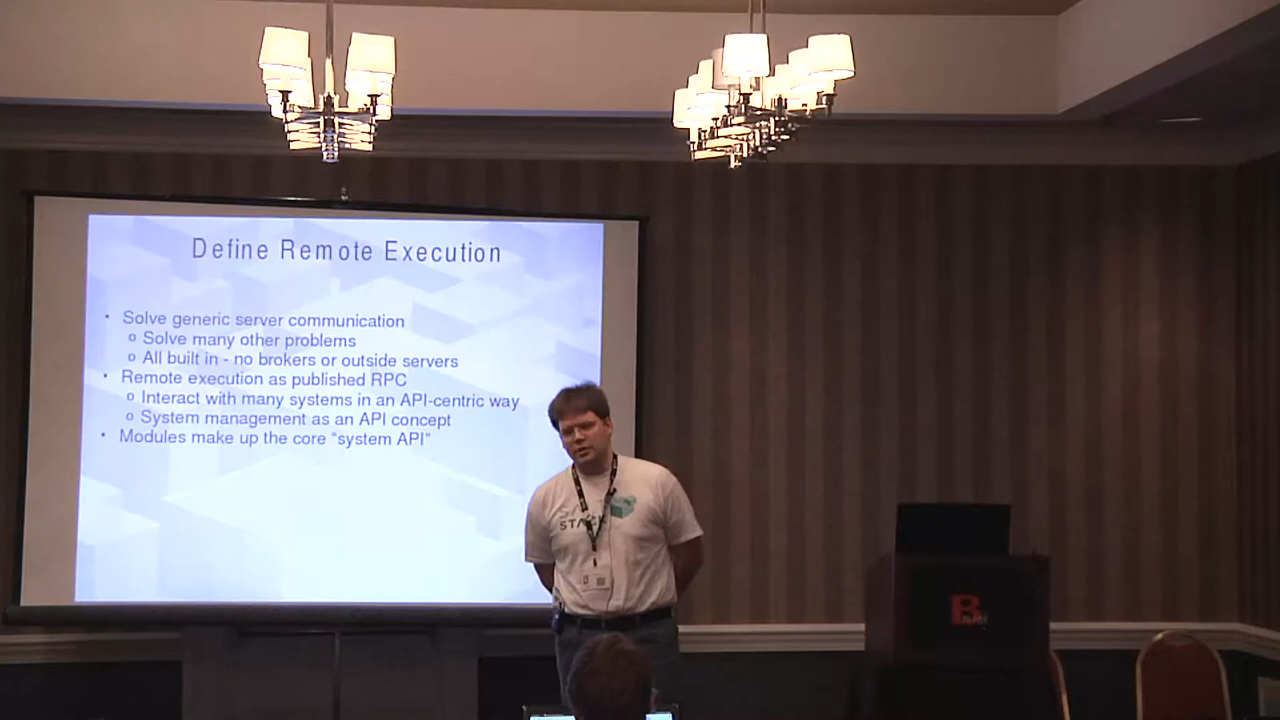 Define Remote Execution
• Solve generic server communication
o Solve many other problems
o All built in - no brokers or outside servers
• Remote execution as published RPC
o Interact with many systems in an API-centric way
o System management as an API concept
• Modules make up the core “system API”
STACK